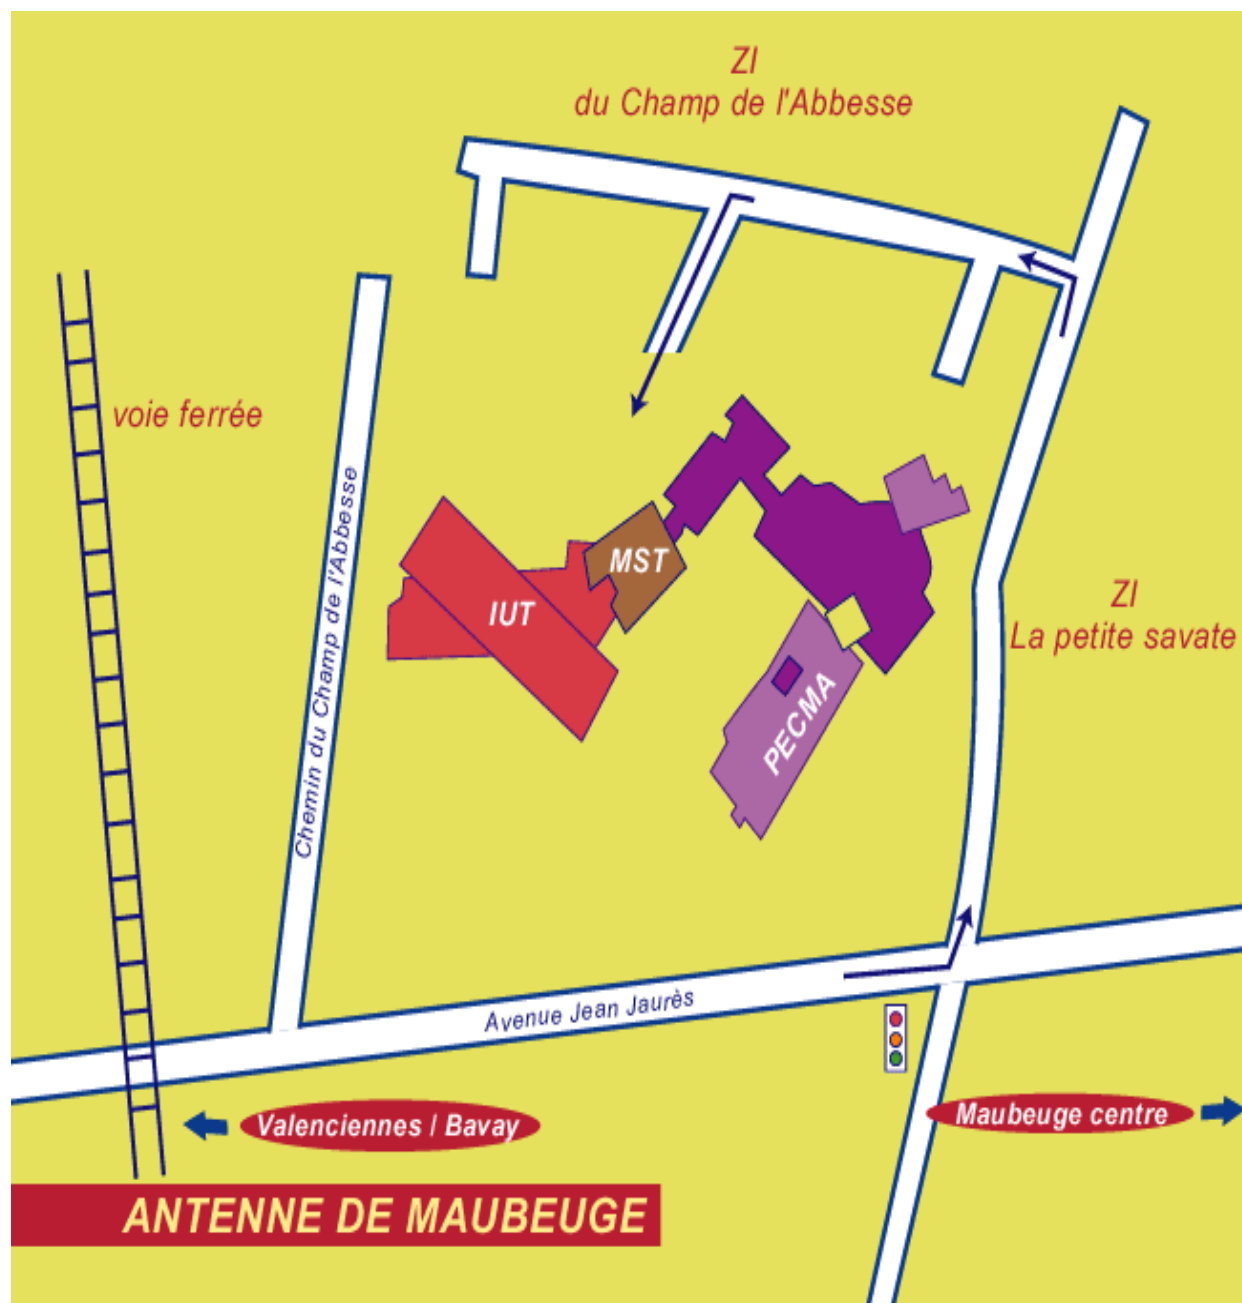 ZI
du Champ de l'Abbesse
voie ferrée
Chemin du Champ de l'Abbesse
MST
IUT
ZI
La petite savate
PECMA
Avenue Jean Jaurès
Valenciennes / Bavay
Maubeuge centre
ANTENNE DE MAUBEUGE